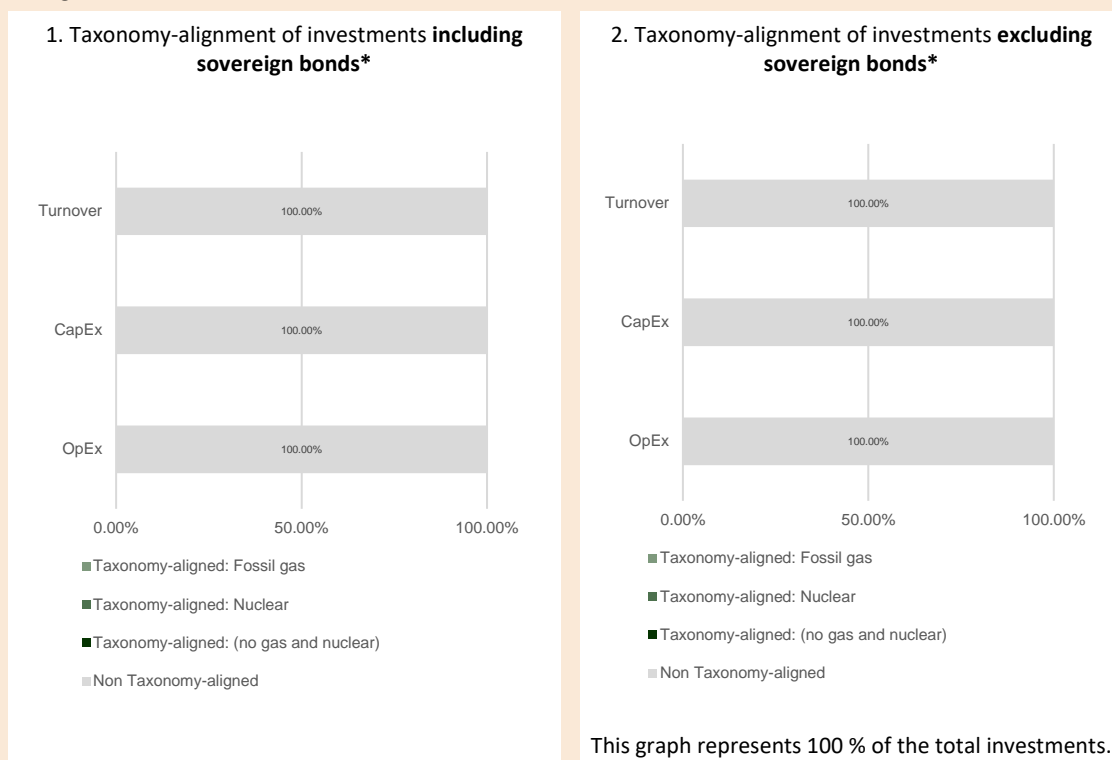 1. Taxonomy-alignment of investments including
sovereign bonds*
Turnover
100.00%
CapEx
100.00%
OpEx
100.00%
0.00%
50.00%
100.00%
Taxonomy-aligned: Fossil gas
Taxonomy-aligned: Nuclear
Taxonomy-aligned: (no gas and nuclear)
Non Taxonomy-aligned
2. Taxonomy-alignment of investments excluding
sovereign bonds*
Turnover
100.00%
CapEx
100.00%
OpEx
100.00%
0.00%
50.00%
100.00%
Taxonomy-aligned: Fossil gas
Taxonomy-aligned: Nuclear
Taxonomy-aligned: (no gas and nuclear)
Non Taxonomy-aligned
This graph represents 100 % of the total investments.